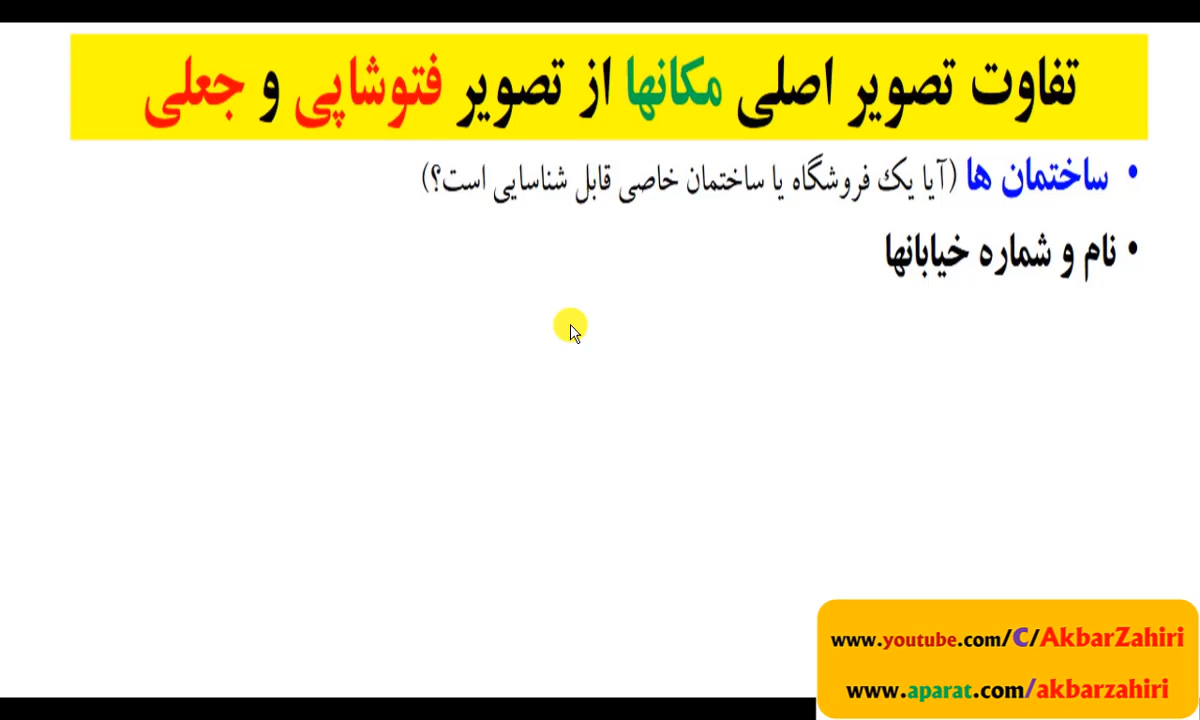 تفاوت تصویر اصلی مکانها از تصویر فتوشاپی و جعلی
• ساختمان ها (آیا یک فروشگاه یا ساختمان خاصی قابل شناسایی است؟)
• نام و شماره خیابانها
www.youtube.com/C/AkbarZahiri
www.aparat.com/akbarzahiri